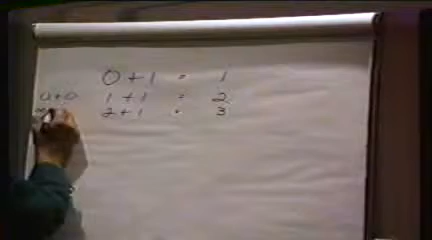 0 + 1 = 1
0 + 0 1 + 1 = 2
2 + 1 = 3